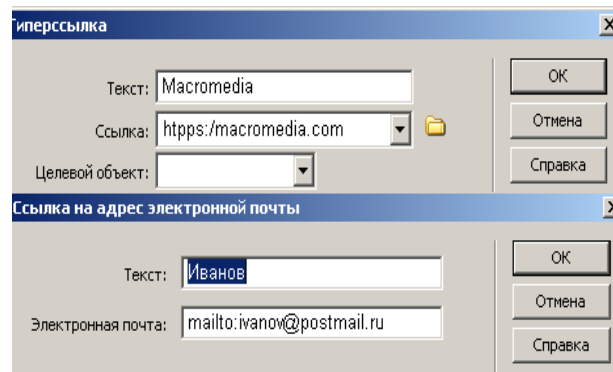 Гиперссылка
Текст: Macromedia
OK
Ссылка: htpps:/macromedia.com
Отмена
Целевой объект:
Справка
Ссылка на адрес электронной почты
Текст: Иванов
OK
Отмена
Электронная почта: mailto:ivanov@postmail.ru
Справка